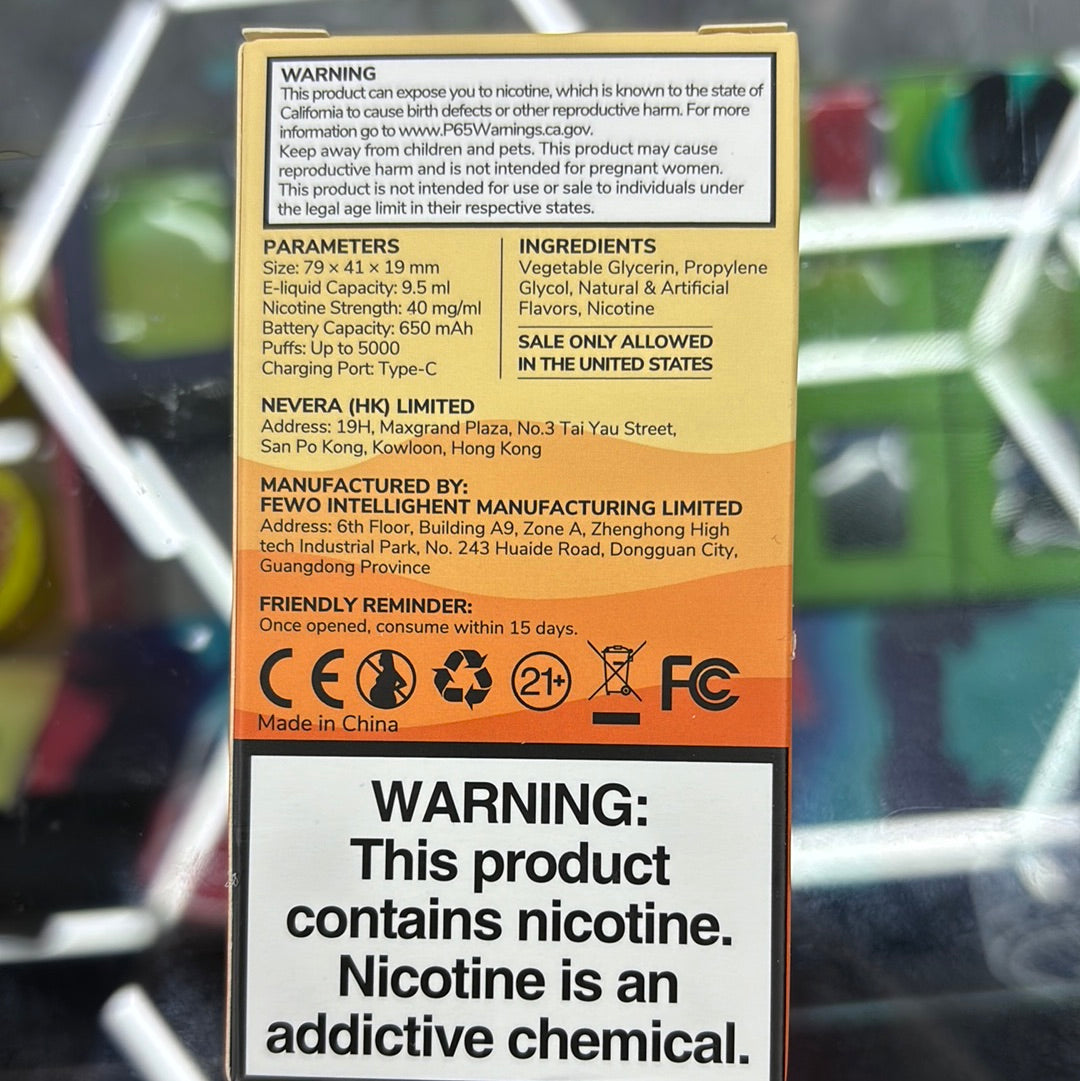 WARNING
This product can expose you to nicotine, which is known to the state of
California to cause birth defects or other reproductive harm. For more
information go to www.P65Warnings.ca.gov.
Keep away from children and pets. This product may cause
reproductive harm and is not intended for pregnant women.
This product is not intended for use or sale to individuals under
the legal age limit in their respective states.
PARAMETERS
Size: 79 × 41 × 19 mm
E-liquid Capacity: 9.5 ml
Nicotine Strength: 40 mg/ml
Battery Capacity: 650 mAh
Puffs: Up to 5000
Charging Port: Type-C
INGREDIENTS
Vegetable Glycerin, Propylene
Glycol, Natural & Artificial
Flavors, Nicotine
SALE ONLY ALLOWED
IN THE UNITED STATES
NEVERA (HK) LIMITED
Address: 19H, Maxgrand Plaza, No.3 Tai Yau Street,
San Po Kong, Kowloon, Hong Kong
MANUFACTURED BY:
FEWO INTELLIGHENT MANUFACTURING LIMITED
Address: 6th Floor, Building A9, Zone A, Zhenghong High
tech Industrial Park, No. 243 Huaide Road, Dongguan City,
Guangdong Province
FRIENDLY REMINDER:
Once opened, consume within 15 days.
CE 21+ FC
Made in China
WARNING:
This product
contains nicotine.
Nicotine is an
addictive chemical.